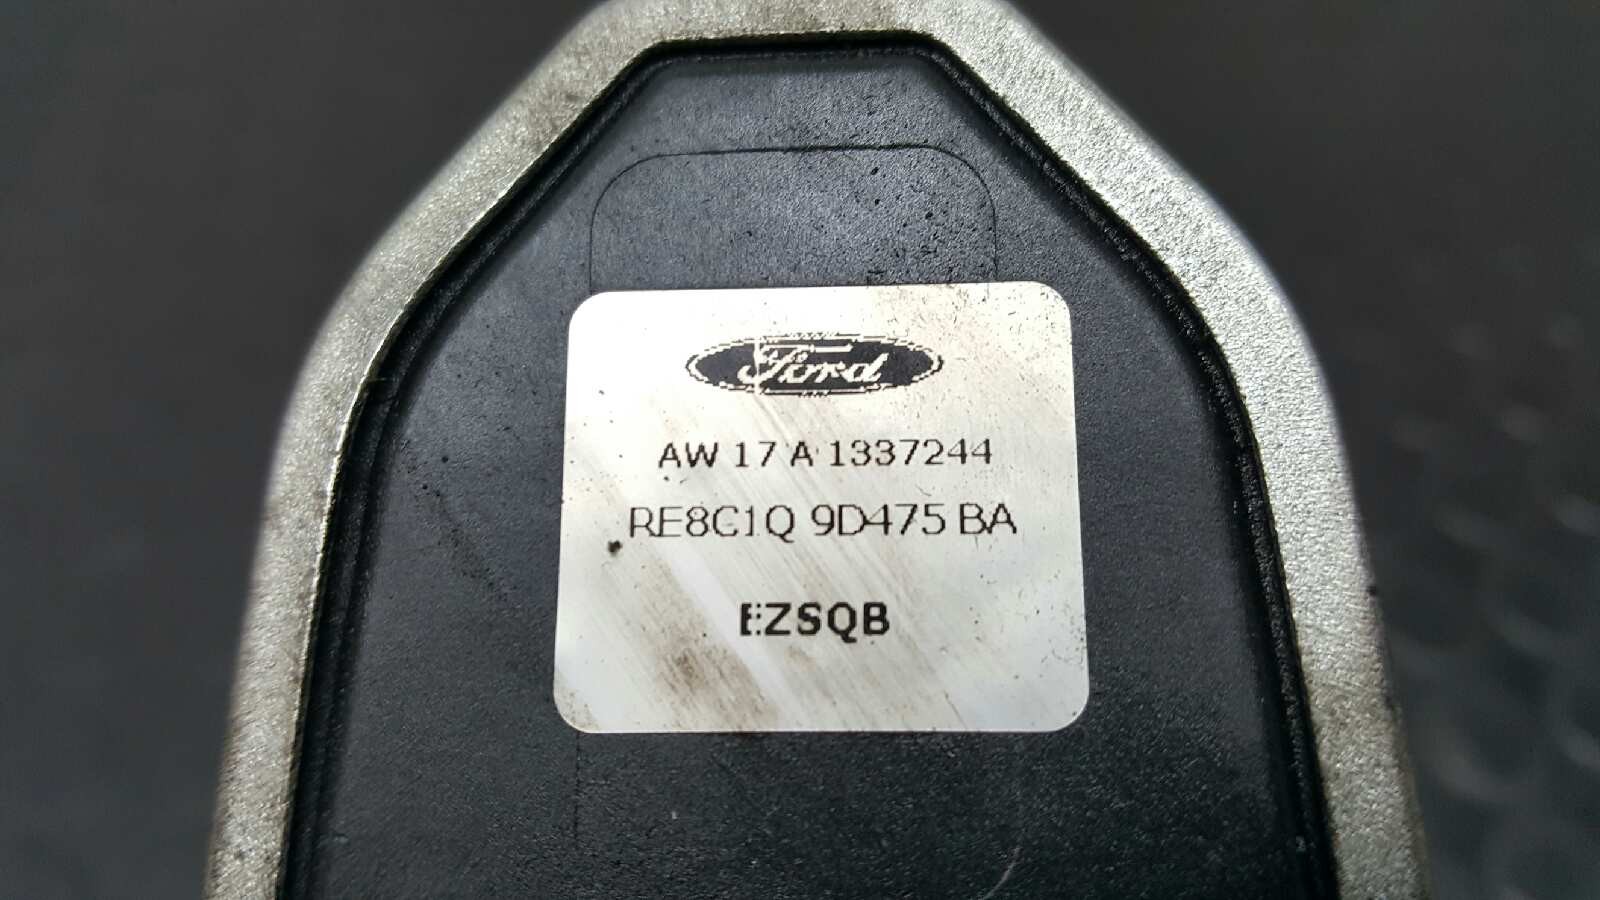 Ford
AW 17 A 1337244
RE8C1Q 9D475 BA
EZSQB